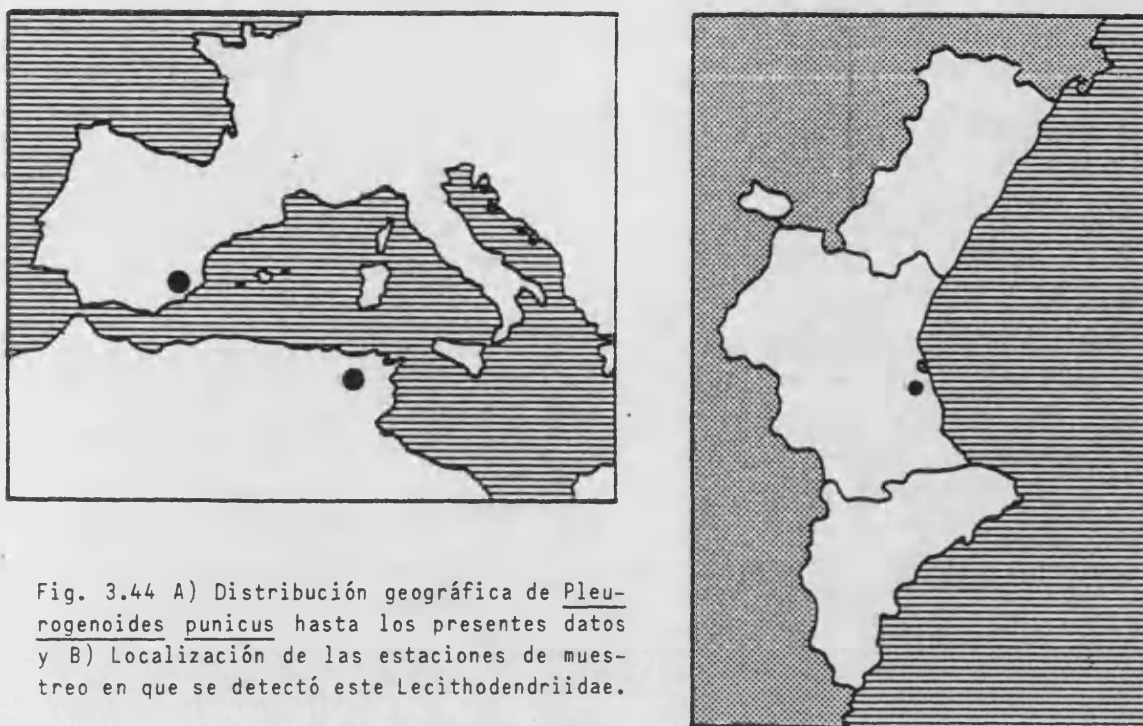 Fig. 3.44 A) Distribución geográfica de Pleu-
rogenoides punicus hasta los presentes datos
y B) Localización de las estaciones de mues-
treo en que se detectó este Lecithodendriidae.